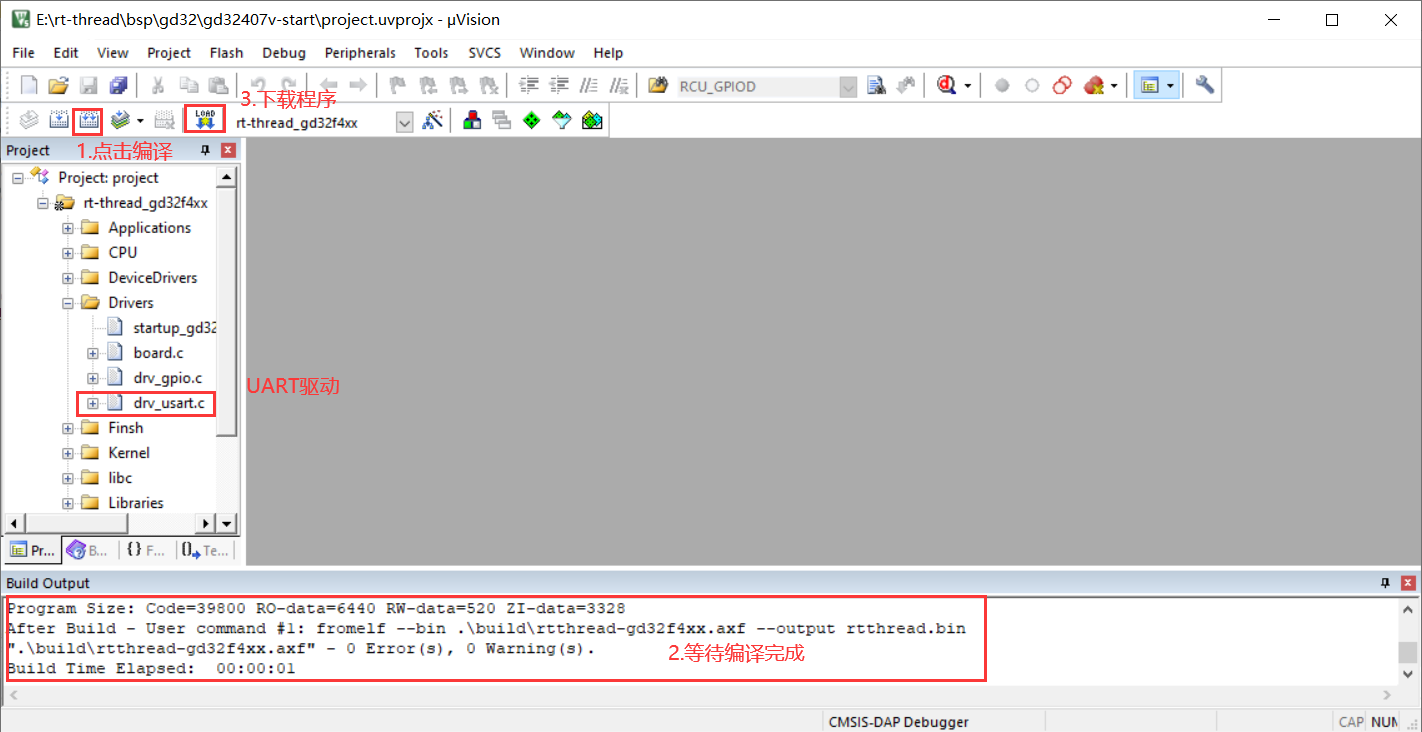 E:\rt-thread\bsp\gd32\gd32407v-start\project.uvprojx - µVision
File Edit View Project Flash Debug Peripherals Tools SVCS Window Help
RCU_GPIOD
3.下载程序
LOAD
rt-thread_gd32f4xx
Project
1.点击编译
Project: project
rt-thread_gd32f4xx
Applications
CPU
DeviceDrivers
Drivers
startup_gd32
board.c
drv_gpio.c
UART驱动
drv_usart.c
Finsh
Kernel
libc
Libraries
Pr... B... {} F... Te...
Build Output
Program Size: Code=39800 RO-data=6440 RW-data=520 ZI-data=3328
After Build - User command #1: fromelf --bin .\build\rtthread-gd32f4xx.axf --output rtthread.bin
".\build\rtthread-gd32f4xx.axf" - 0 Error(s), 0 Warning(s).
2.等待编译完成
Build Time Elapsed:  00:00:01
CMSIS-DAP Debugger
CAP NUM